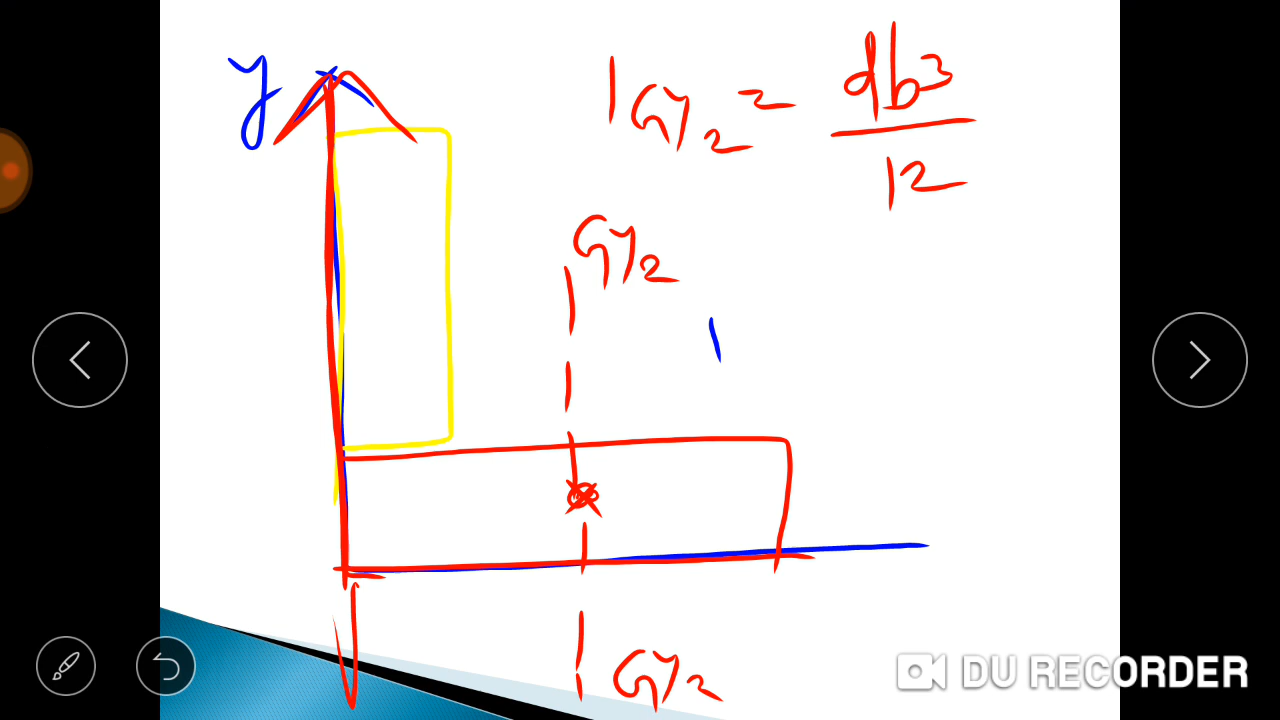 y
IGy₂ = db³
12
Gy₂
Gy₂
DU RECORDER